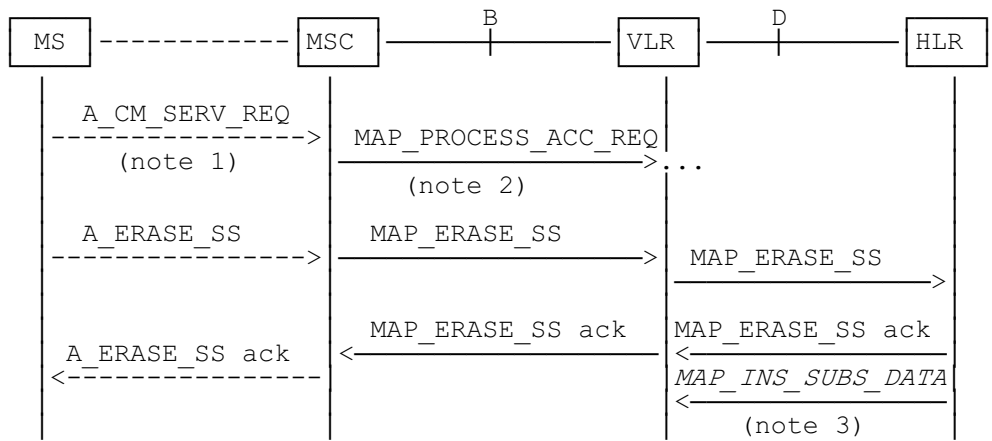 B D
MS MSC VLR HLR
A_CM_SERV_REQ
MAP_PROCESS_ACC_REQ
(note 1)
...
(note 2)
A_ERASE_SS MAP_ERASE_SS
MAP_ERASE_SS
MAP_ERASE_SS ack MAP_ERASE_SS ack
A_ERASE_SS ack
MAP_INS_SUBS_DATA
(note 3)